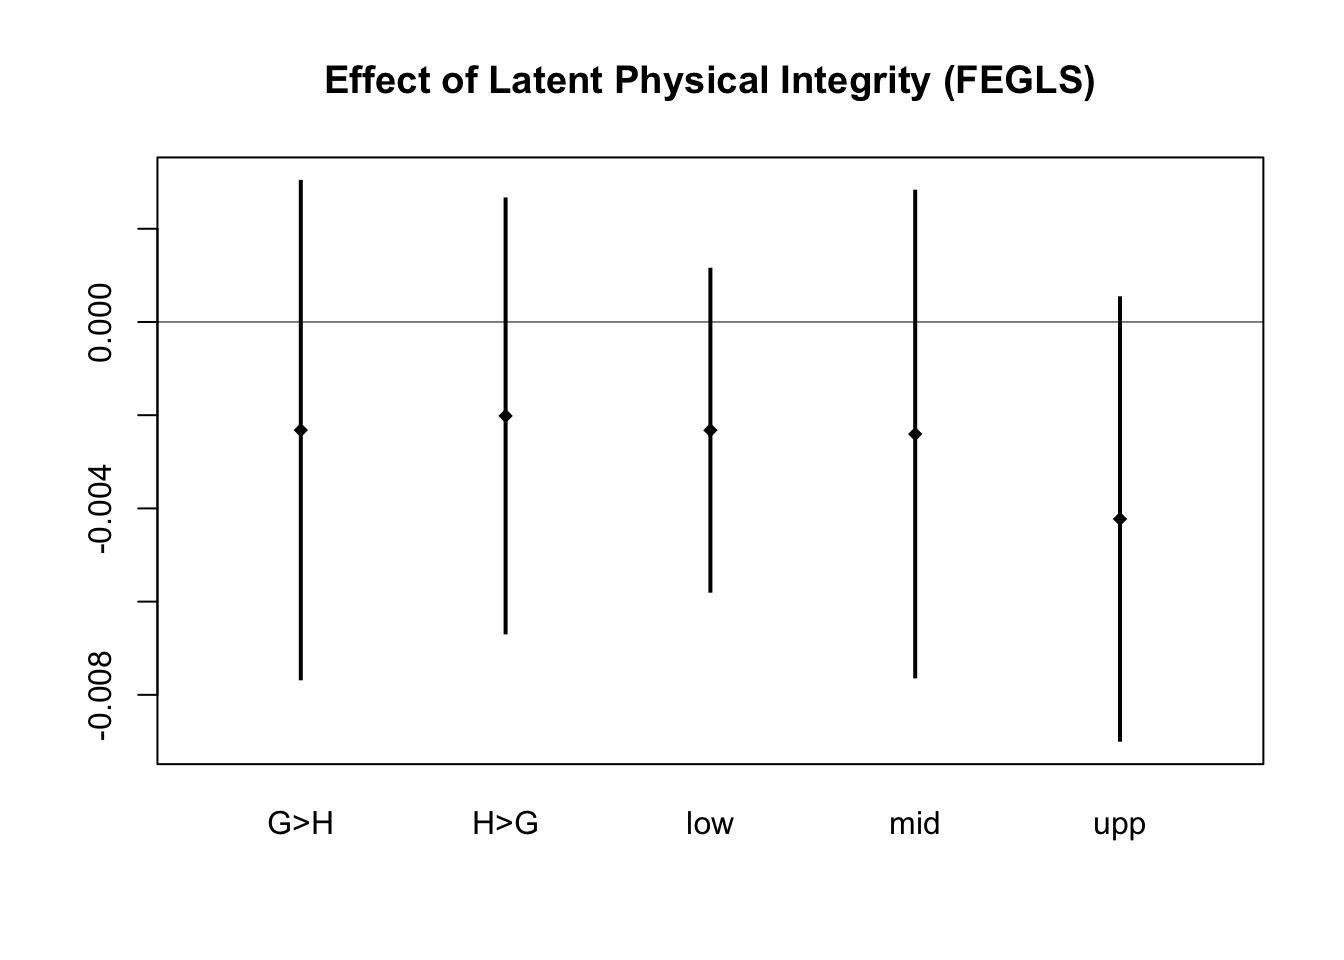 Effect of Latent Physical Integrity (FEGLS)
0.000
-0.004
-0.008
G>H H>G low mid upp